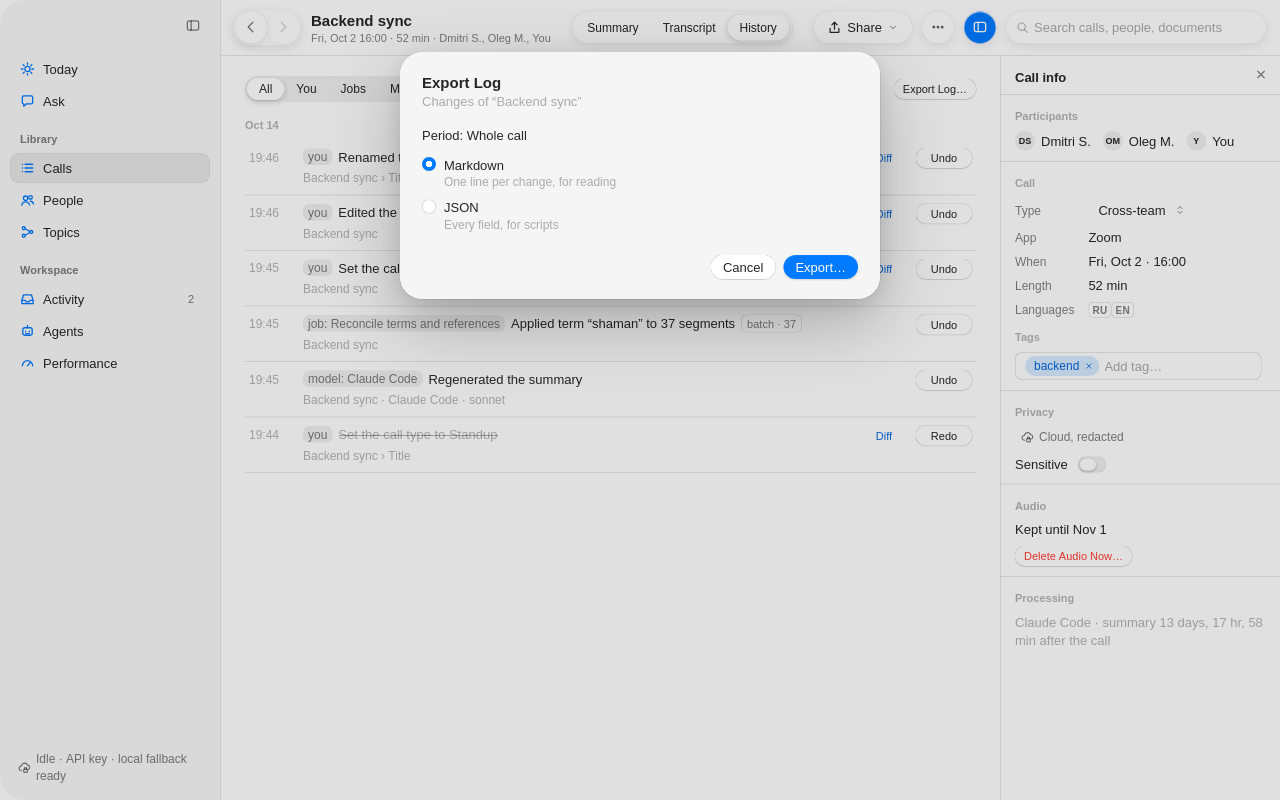 Today
Ask
Library
Calls
People
Topics
Workspace
Activity 2
Agents
Performance
Idle · API key · local fallback
ready
Backend sync
Fri, Oct 2 16:00 · 52 min · Dmitri S., Oleg M., You
Summary Transcript History
Share
Search calls, people, documents
All You Jobs
Export Log…
Oct 14
19:46 you Renamed
Diff Undo
Backend sync ›
19:46 you Edited the
Diff Undo
Backend sync
19:45 you Set the
Diff Undo
Backend sync
19:45 job: Reconcile terms and references Applied term “shaman” to 37 segments batch · 37 Undo
Backend sync
19:45 model: Claude Code Regenerated the summary Undo
Backend sync · Claude Code · sonnet
19:44 you Set the call type to Standup Diff Redo
Backend sync › Title
Export Log
Changes of “Backend sync”
Period: Whole call
Markdown
One line per change, for reading
JSON
Every field, for scripts
Cancel Export…
Call info
Participants
DS Dmitri S. OM Oleg M. Y You
Call
Type Cross-team
App Zoom
When Fri, Oct 2 · 16:00
Length 52 min
Languages RU EN
Tags
backend × Add tag…
Privacy
Cloud, redacted
Sensitive
Audio
Kept until Nov 1
Delete Audio Now…
Processing
Claude Code · summary 13 days, 17 hr, 58
min after the call